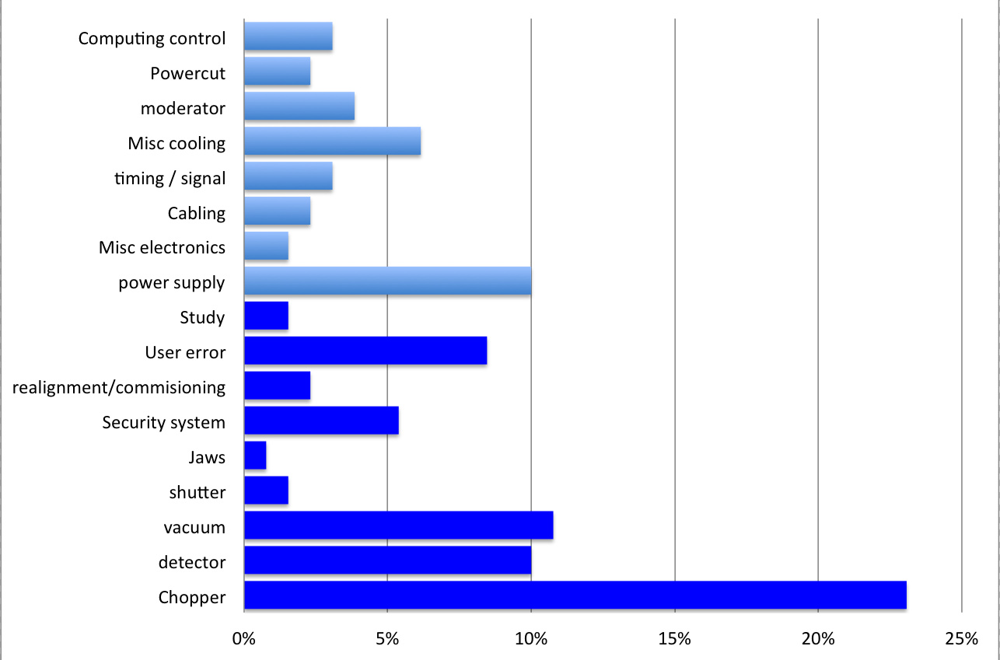 Computing control
Powercut
moderator
Misc cooling
timing / signal
Cabling
Misc electronics
power supply
Study
User error
realignment/commisioning
Security system
Jaws
shutter
vacuum
detector
Chopper
0% 5% 10% 15% 20% 25%